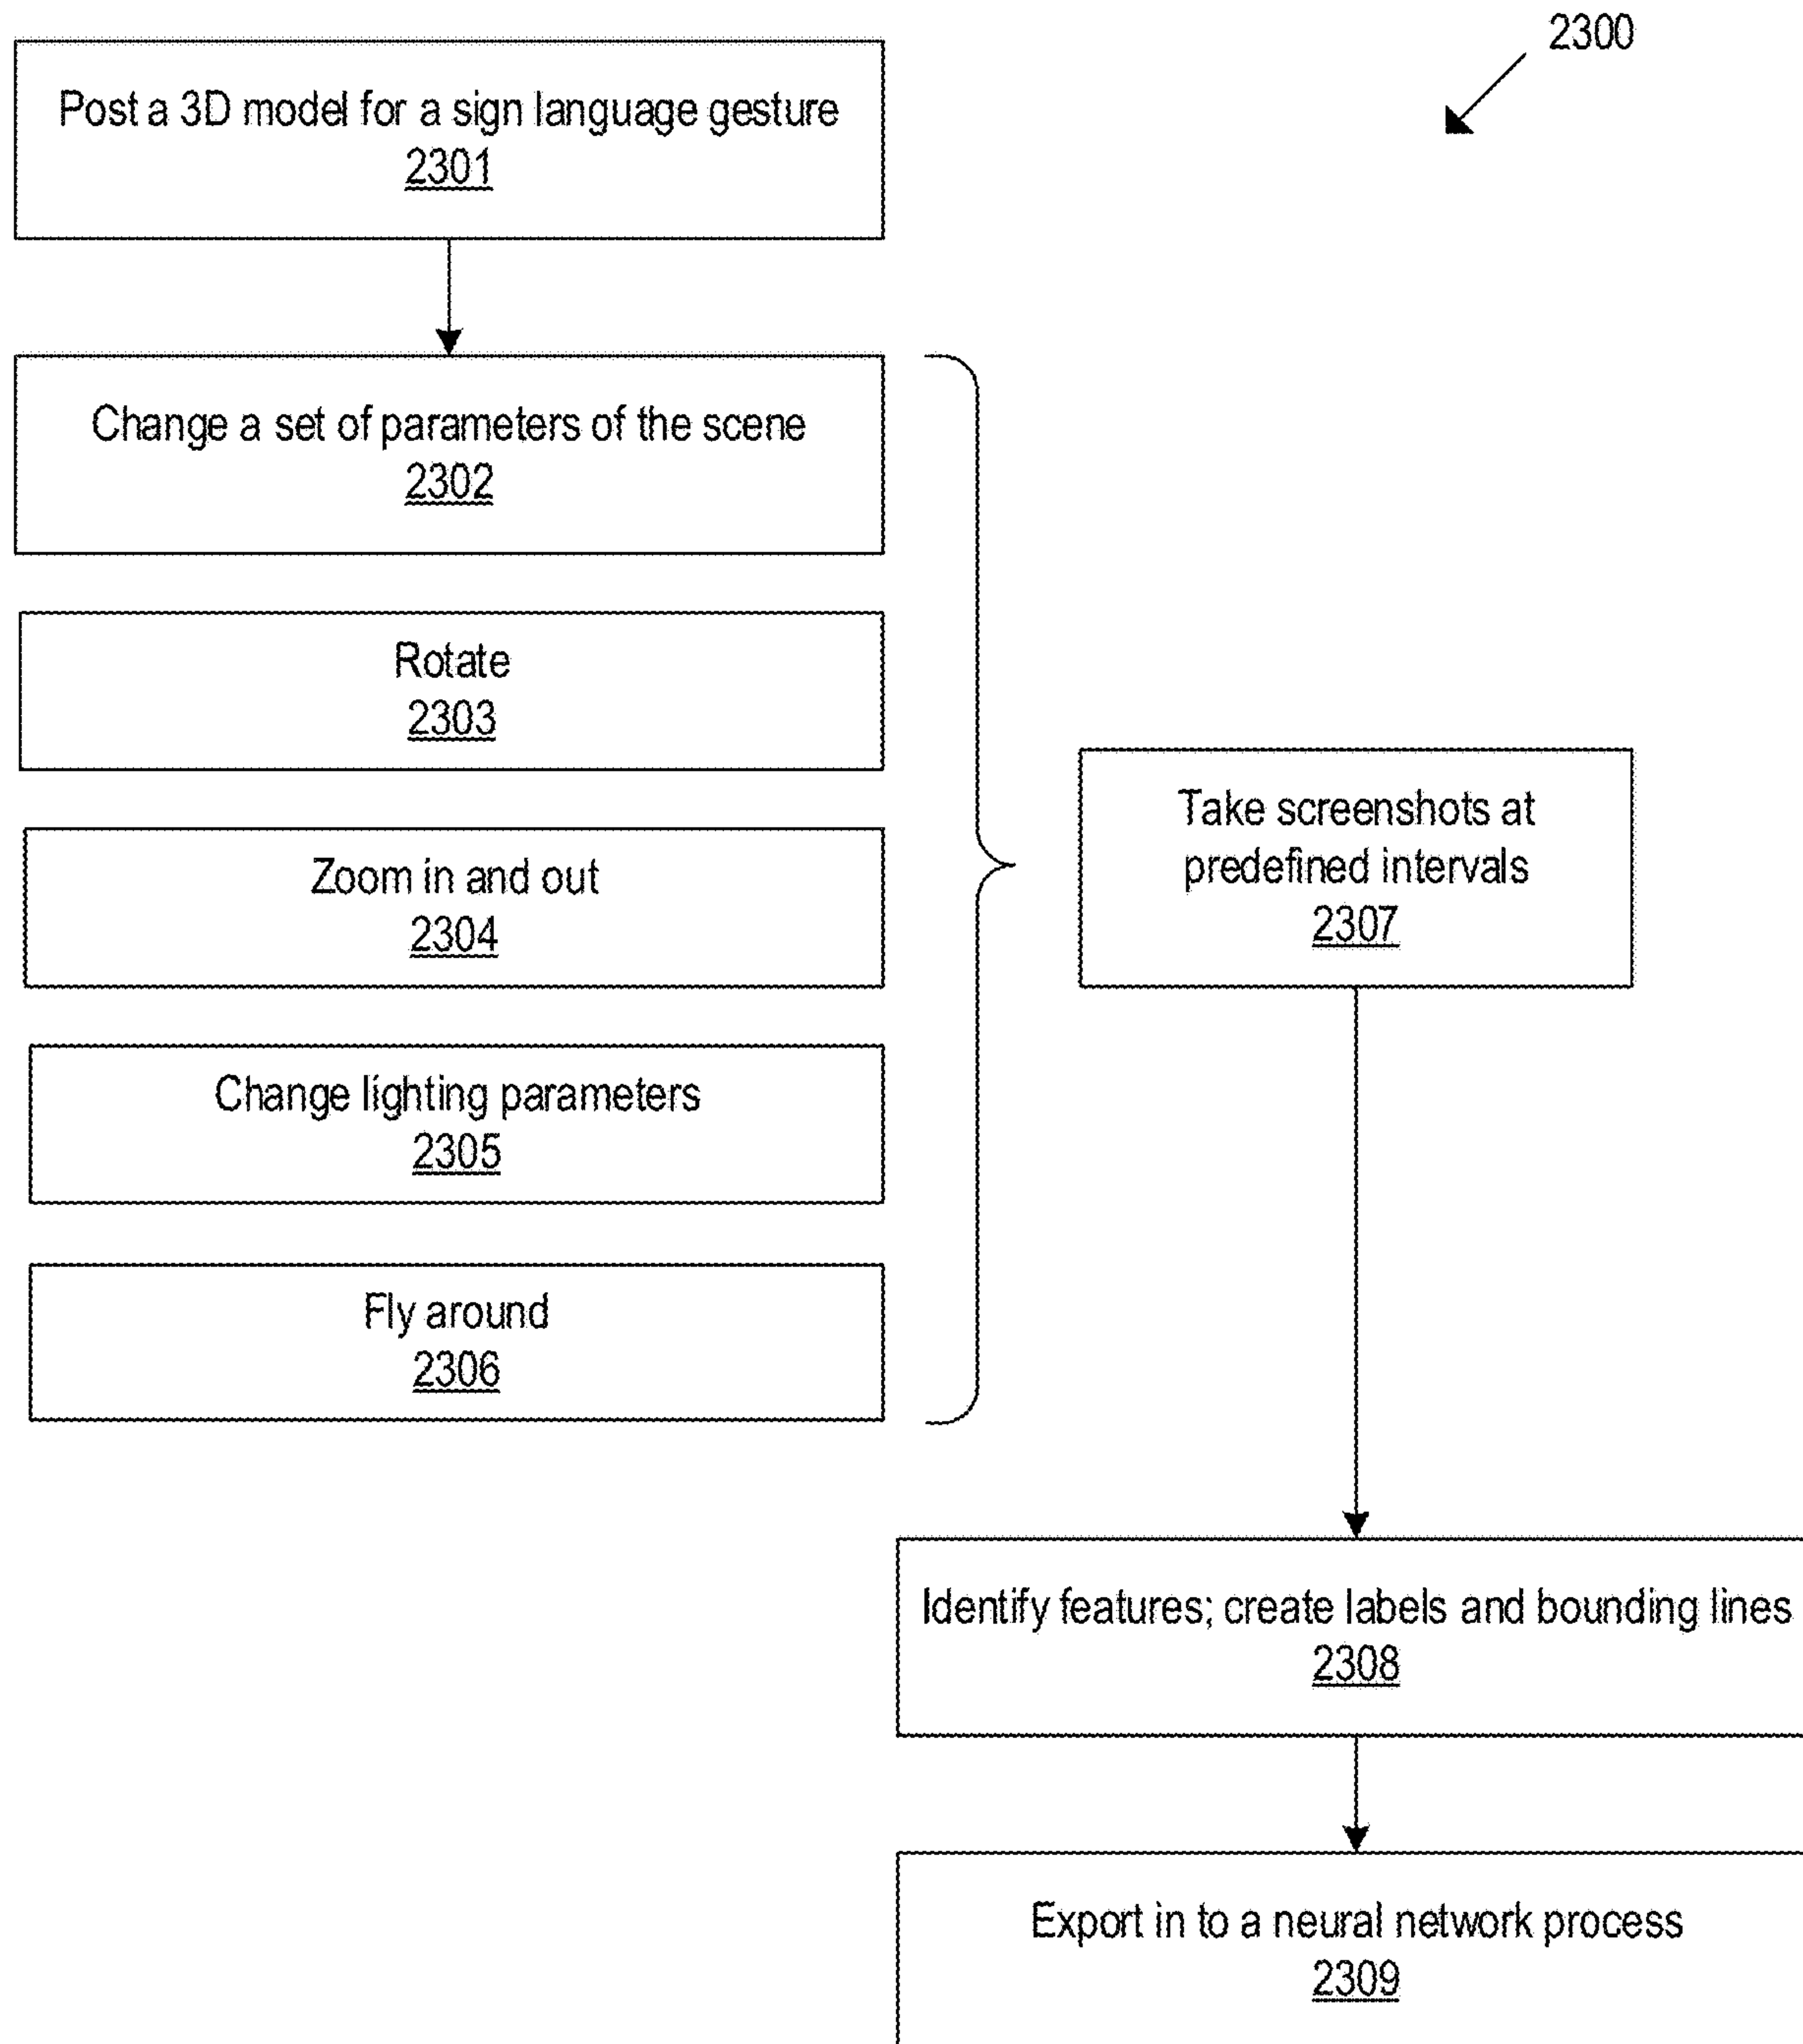 2300
Post a 3D model for a sign language gesture
2301
Change a set of parameters of the scene
2302
Rotate
2303
Zoom in and out
2304
Change lighting parameters
2305
Fly around
2306
Take screenshots at
predefined intervals
2307
Identify features; create labels and bounding lines
2308
Export in to a neural network process
2309